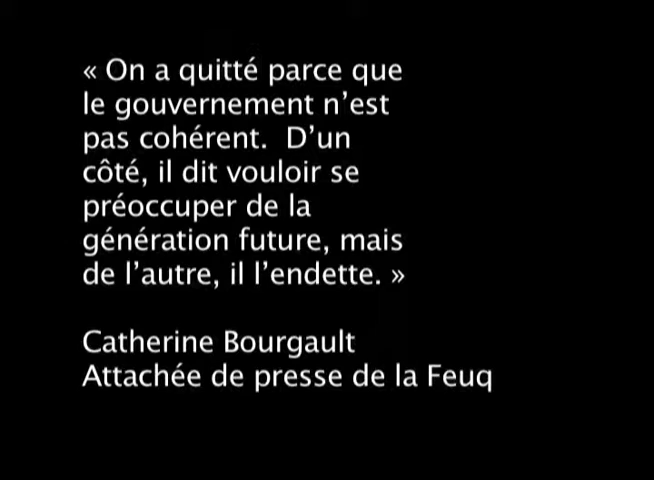 « On a quitté parce que
le gouvernement n’est
pas cohérent.  D’un
côté, il dit vouloir se
préoccuper de la
génération future, mais
de l’autre, il l’endette. »
Catherine Bourgault
Attachée de presse de la Feuq